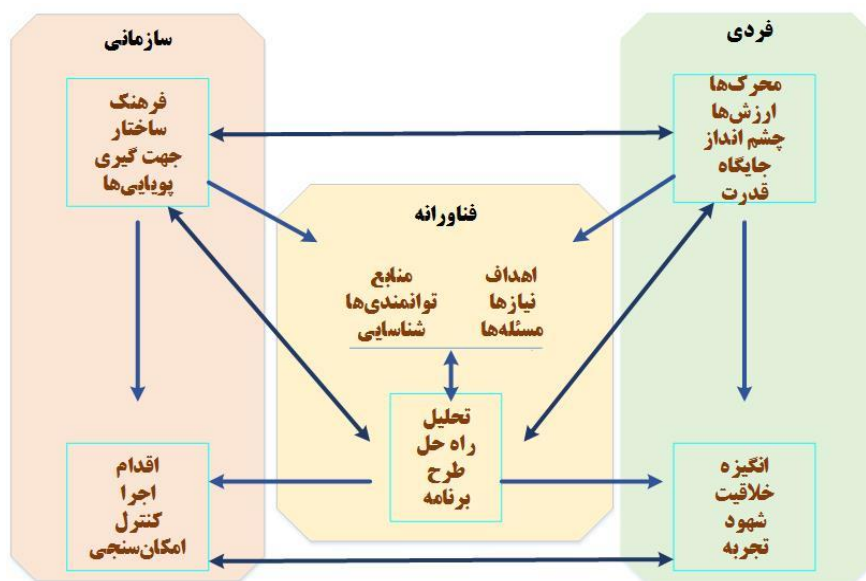 فردی
محرک‌ها
ارزش‌ها
چشم انداز
جایگاه
قدرت
انگیزه
خلاقیت
شهود
تجربه
فناورانه
اهداف
نیازها
مسئله‌ها
منابع
توانمندی‌ها
شناسایی
تحلیل
راه حل
طرح
برنامه
سازمانی
فرهنگ
ساختار
جهت گیری
پویایی‌ها
اقدام
اجرا
کنترل
امکان‌سنجی